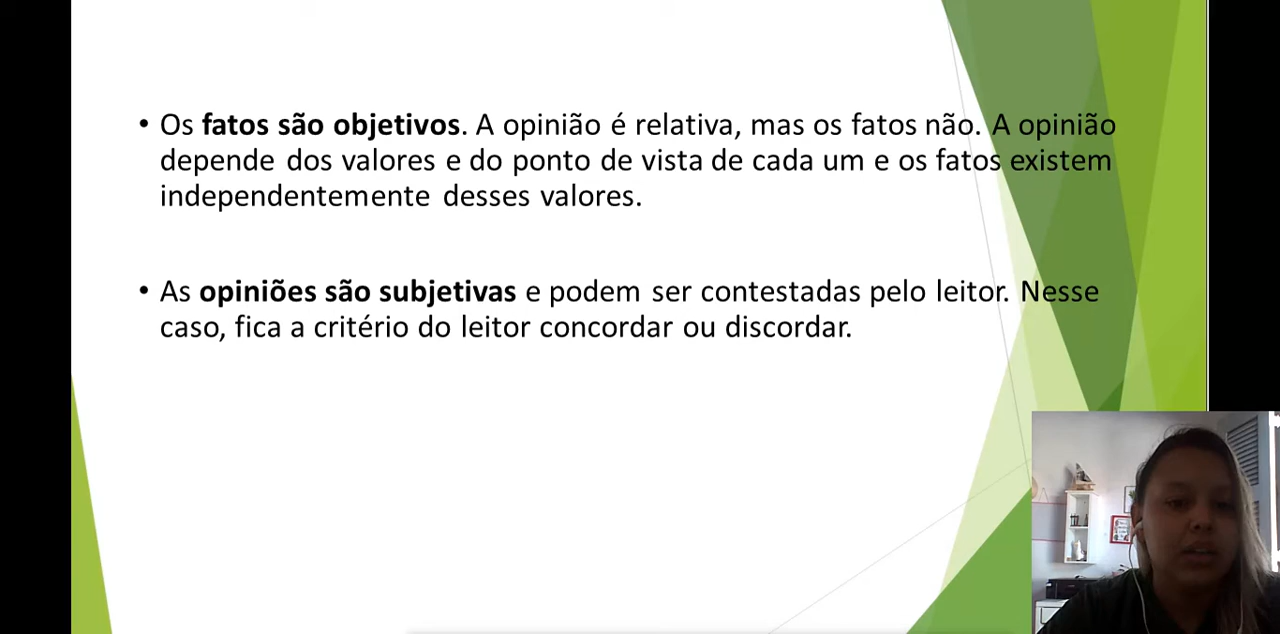 • Os fatos são objetivos. A opinião é relativa, mas os fatos não. A opinião
depende dos valores e do ponto de vista de cada um e os fatos existem
independentemente desses valores.
• As opiniões são subjetivas e podem ser contestadas pelo leitor. Nesse
caso, fica a critério do leitor concordar ou discordar.